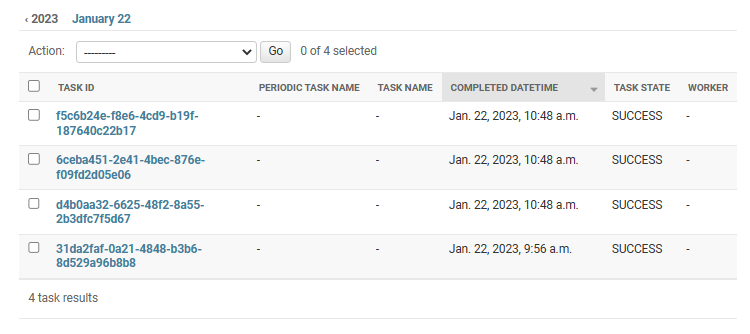 ‹ 2023 January 22
Action: --------- Go 0 of 4 selected
TASK ID PERIODIC TASK NAME TASK NAME COMPLETED DATETIME TASK STATE WORKER
f5c6b24e-f8e6-4cd9-b19f-
187640c22b17 - - Jan. 22, 2023, 10:48 a.m. SUCCESS -
6ceba451-2e41-4bec-876e-
f09fd2d05e06 - - Jan. 22, 2023, 10:48 a.m. SUCCESS -
d4b0aa32-6625-48f2-8a55-
2b3dfc7f5d67 - - Jan. 22, 2023, 10:48 a.m. SUCCESS -
31da2faf-0a21-4848-b3b6-
8d529a96b8b8 - - Jan. 22, 2023, 9:56 a.m. SUCCESS -
4 task results